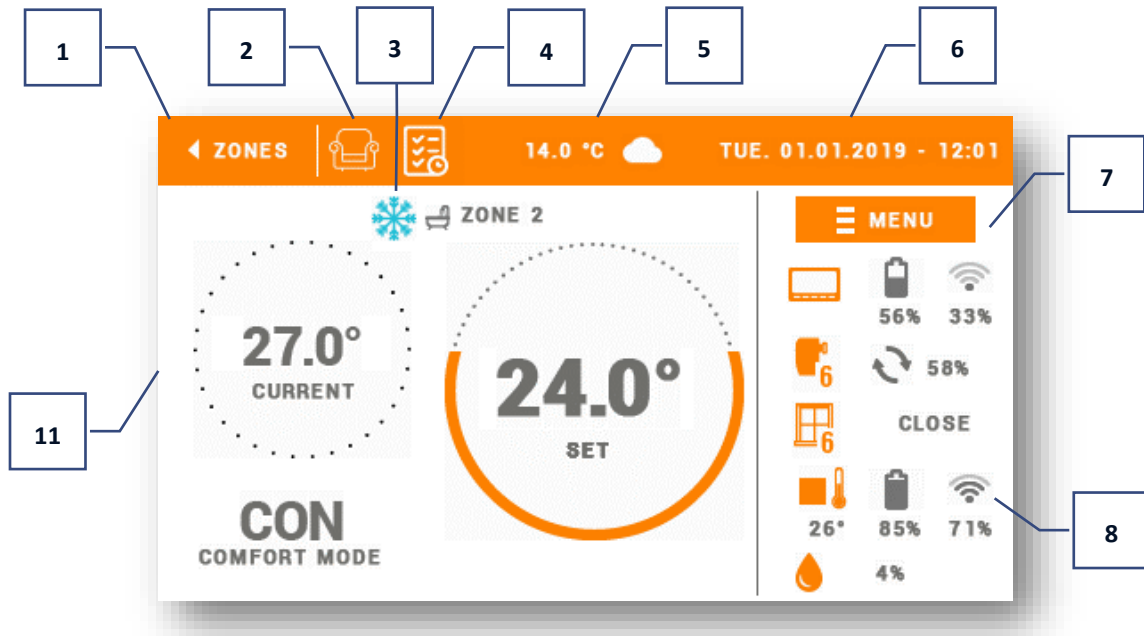 1
2
3
4
5
6
ZONES
14.0 °C
TUE. 01.01.2019 - 12:01
7
ZONE 2
MENU
56% 33%
27.0°
CURRENT
24.0°
SET
6
58%
6
CLOSE
11
CON
COMFORT MODE
26° 85% 71%
8
4%